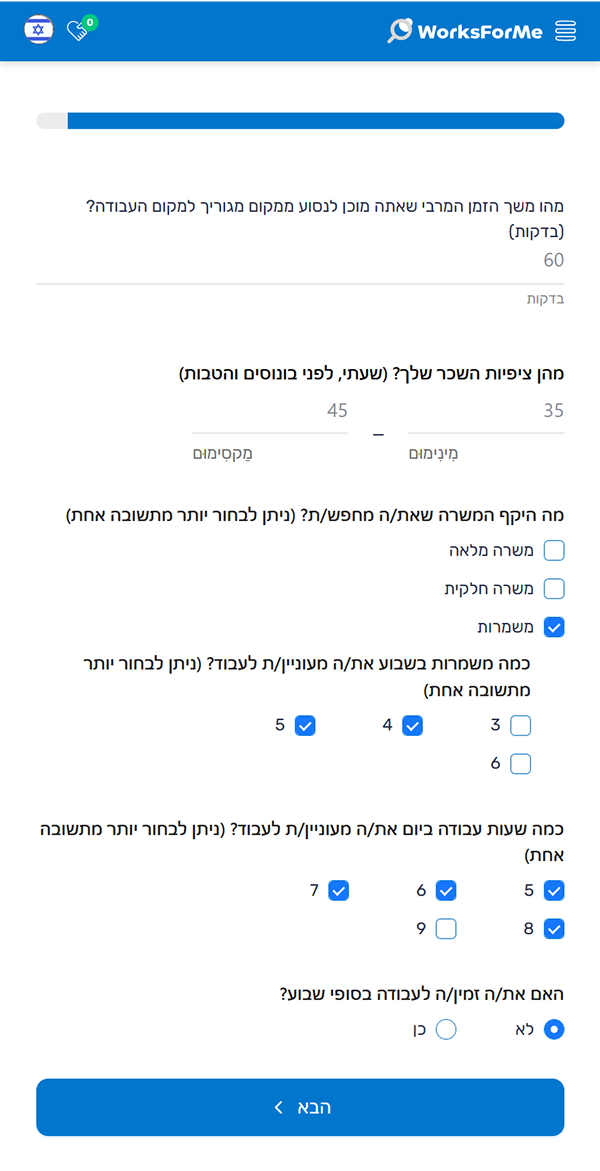 WorksForMe
0
מהו משך הזמן המרבי שאתה מוכן לנסוע ממקום מגוריך למקום העבודה?
(בדקות)
60
בדקות
מהן ציפיות השכר שלך? (שעתי, לפני בונוסים והטבות)
35 – 45
מִינִימוּם מַקסִימוּם
מה היקף המשרה שאת/ה מחפש/ת? (ניתן לבחור יותר מתשובה אחת)
משרה מלאה
משרה חלקית
משמרות
כמה משמרות בשבוע את/ה מעוניין/ת לעבוד? (ניתן לבחור יותר
מתשובה אחת)
3 4 5
6
כמה שעות עבודה ביום את/ה מעוניין/ת לעבוד? (ניתן לבחור יותר מתשובה
אחת)
5 6 7
8 9
האם את/ה זמין/ה לעבודה בסופי שבוע?
לא כן
הבא